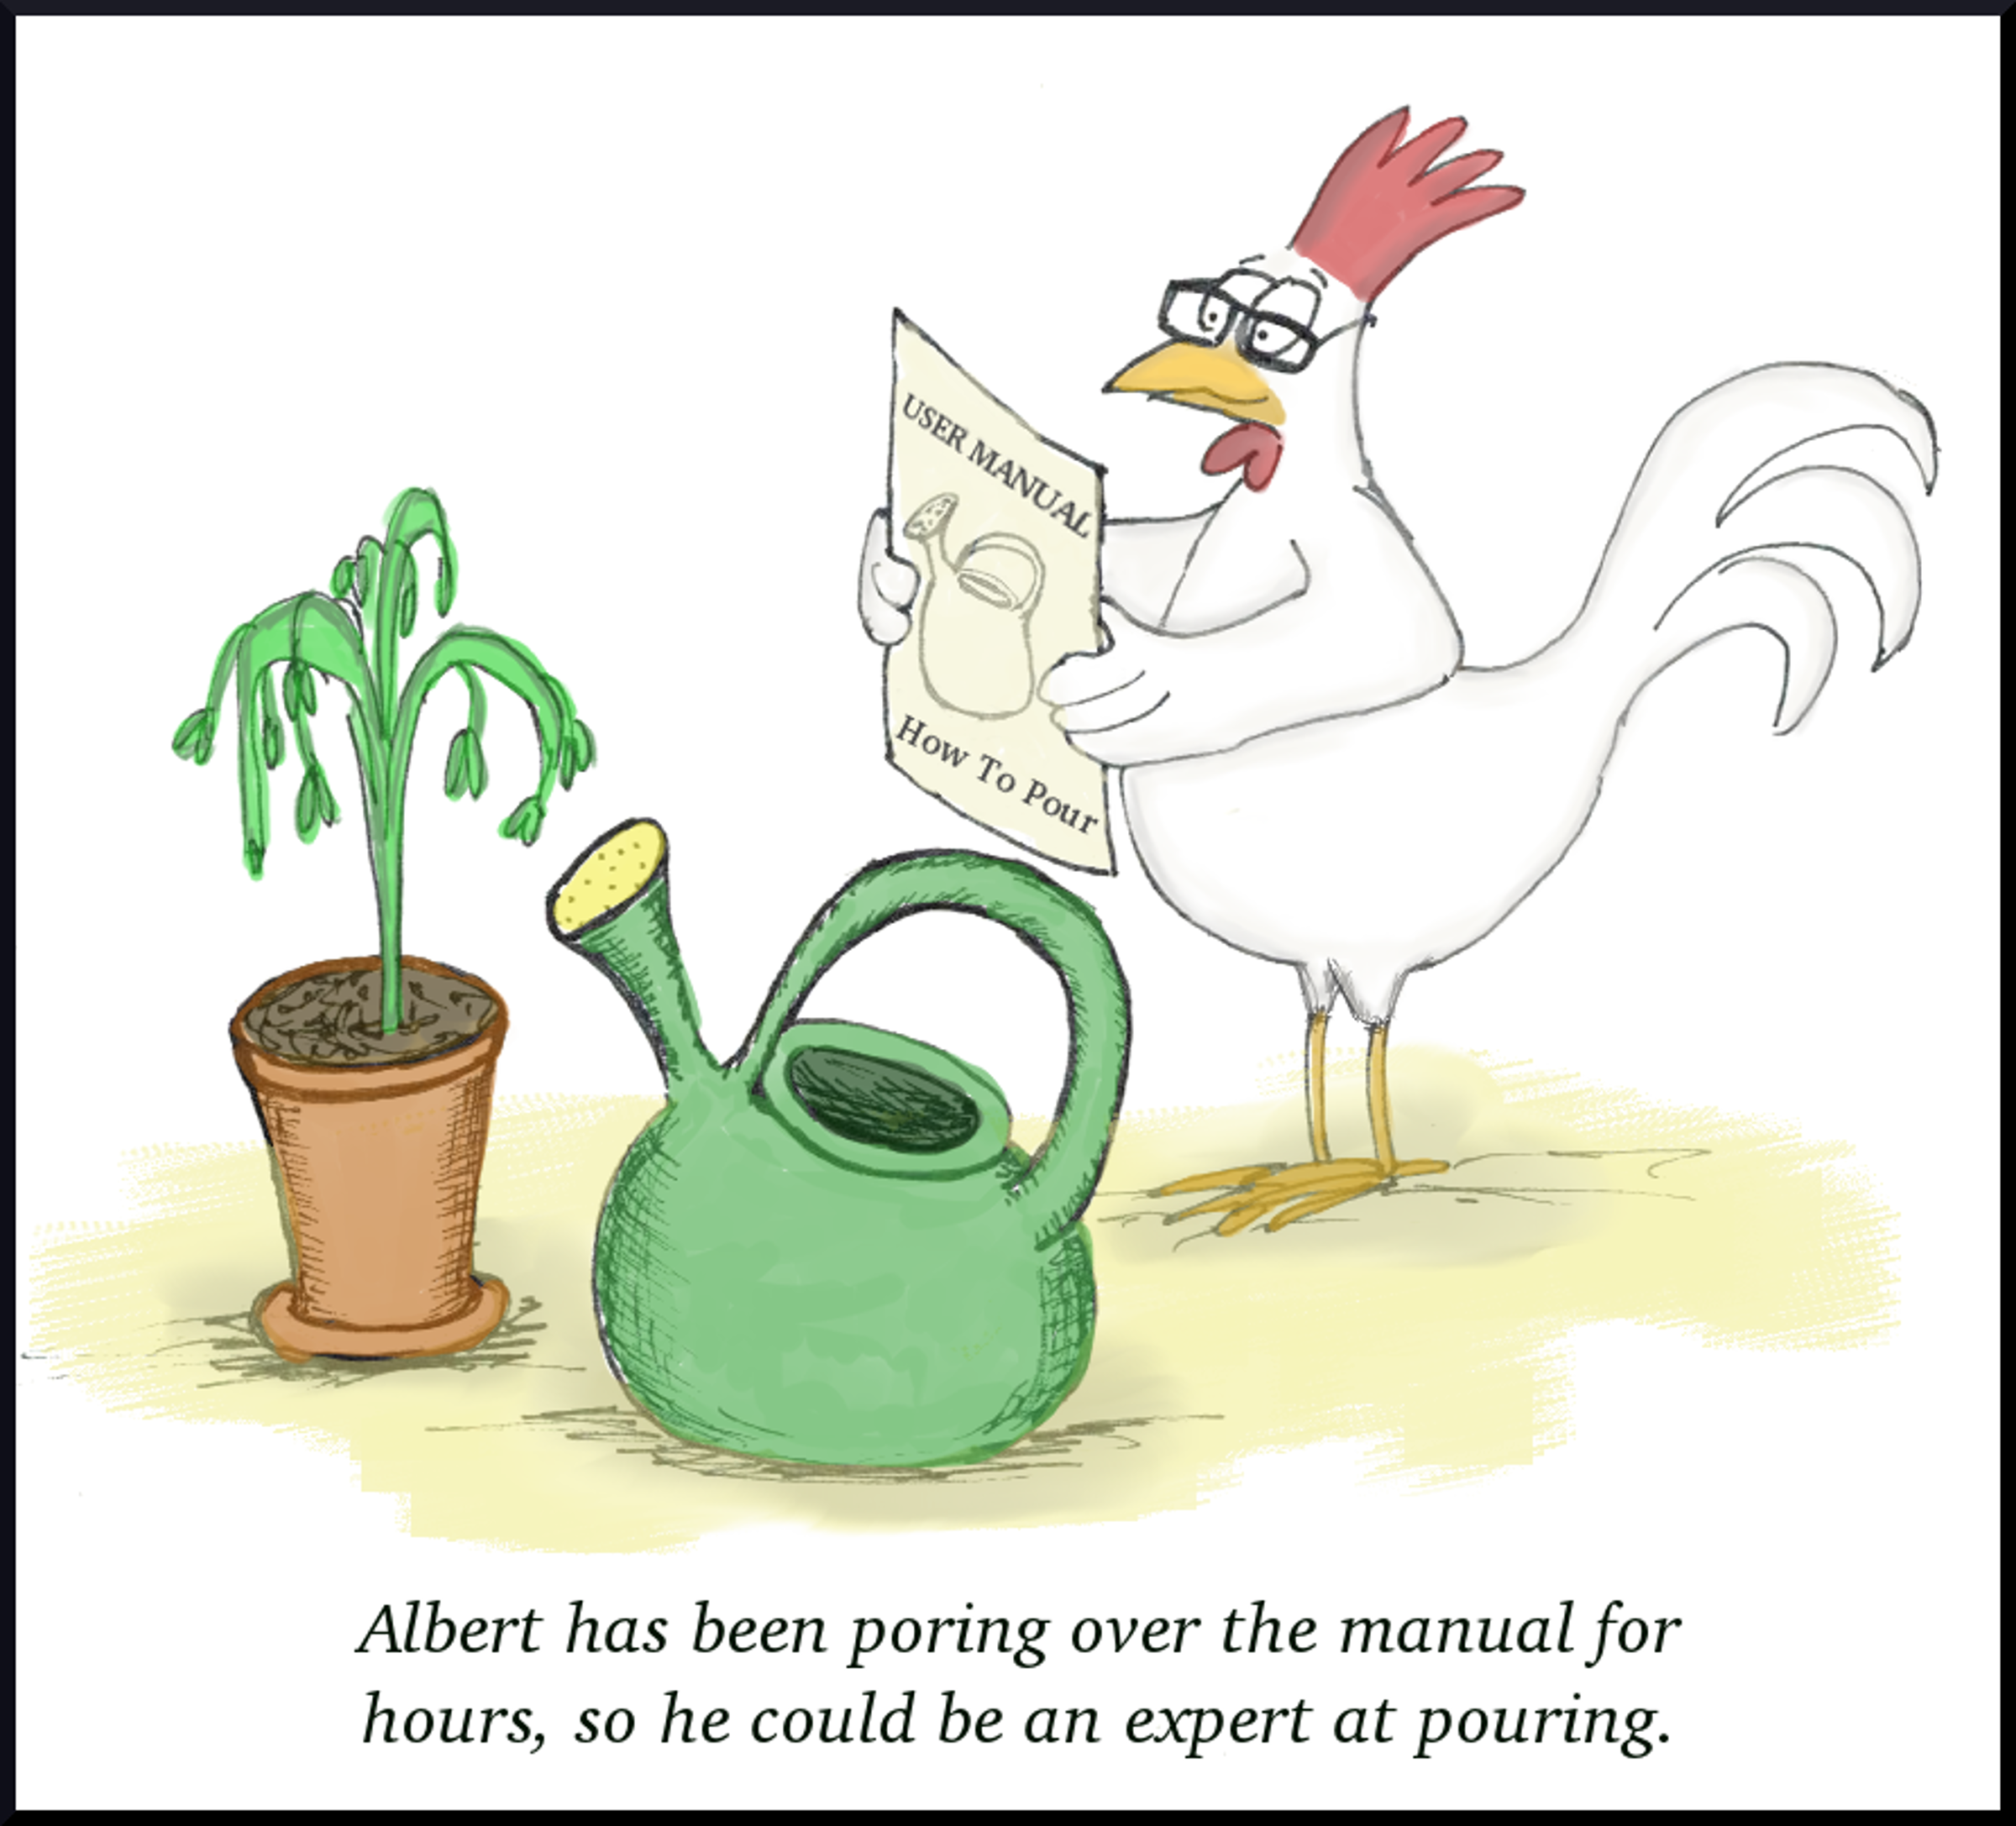 USER MANUAL
How To Pour
Albert has been poring over the manual for
hours, so he could be an expert at pouring.